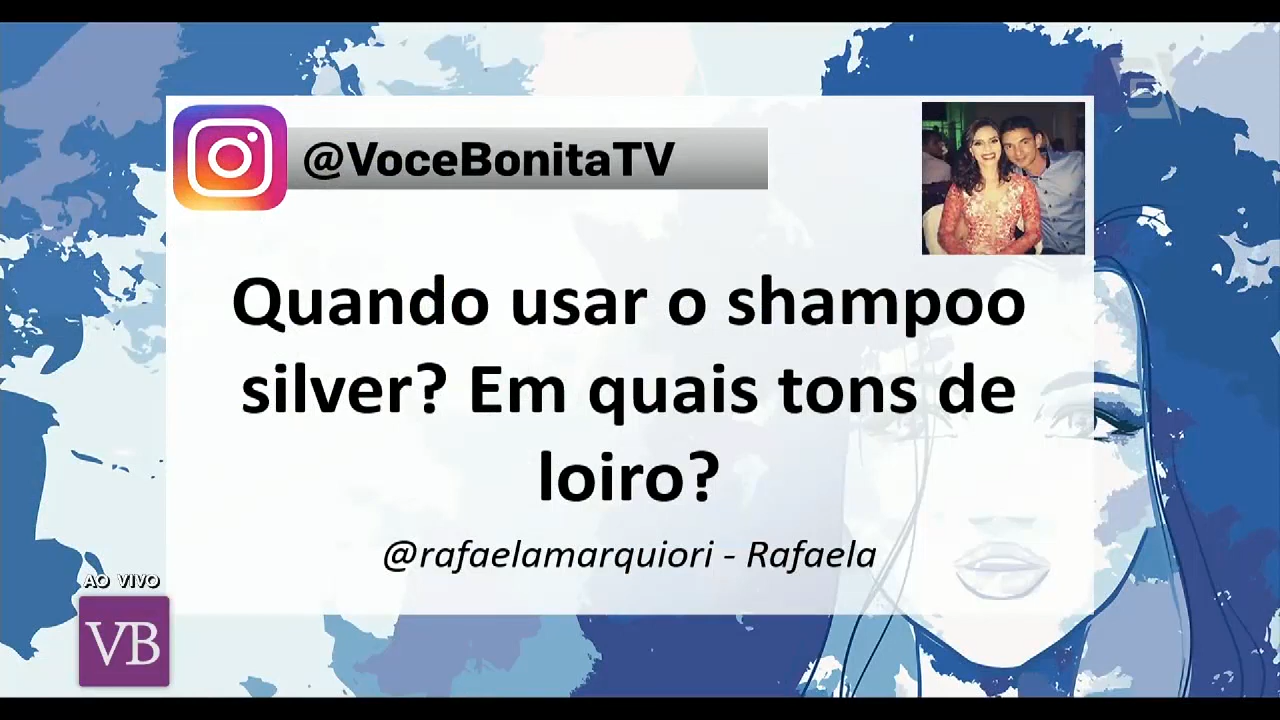 @VoceBonitaTV
Quando usar o shampoo
silver? Em quais tons de
loiro?
@rafaelamarquiori - Rafaela
AO VIVO
VB